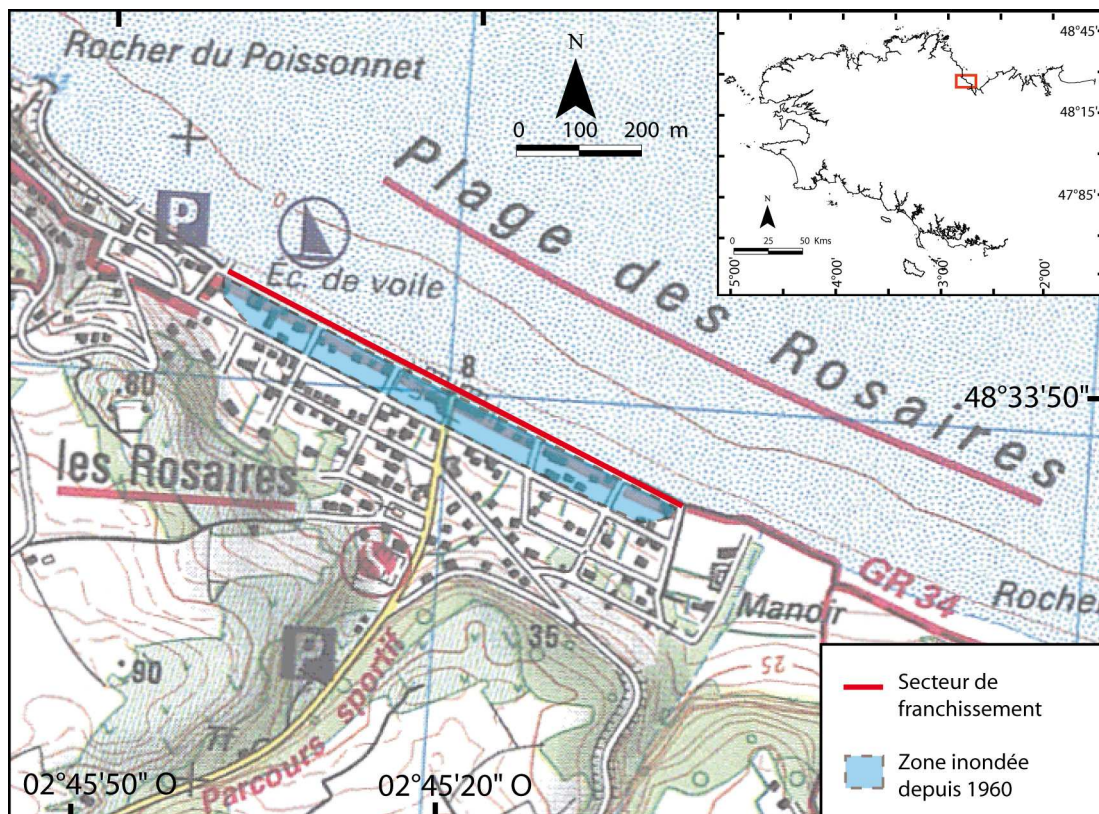 Rocher du Poissonnet
N
0 100 200 m
48°45'
48°15'
47°85'
N
0 25 50 Kms
5°00'
4°00'
3°00'
2°00'
P
0
Ec. de voile
Plage des Rosaires
8
48°33'50"
80
les Rosaires
GR 34
Rocher
Manoir
35
25
P
90
77
Parcours sportif
02°45'50" O
02°45'20" O
Secteur de
franchissement
Zone inondée
depuis 1960